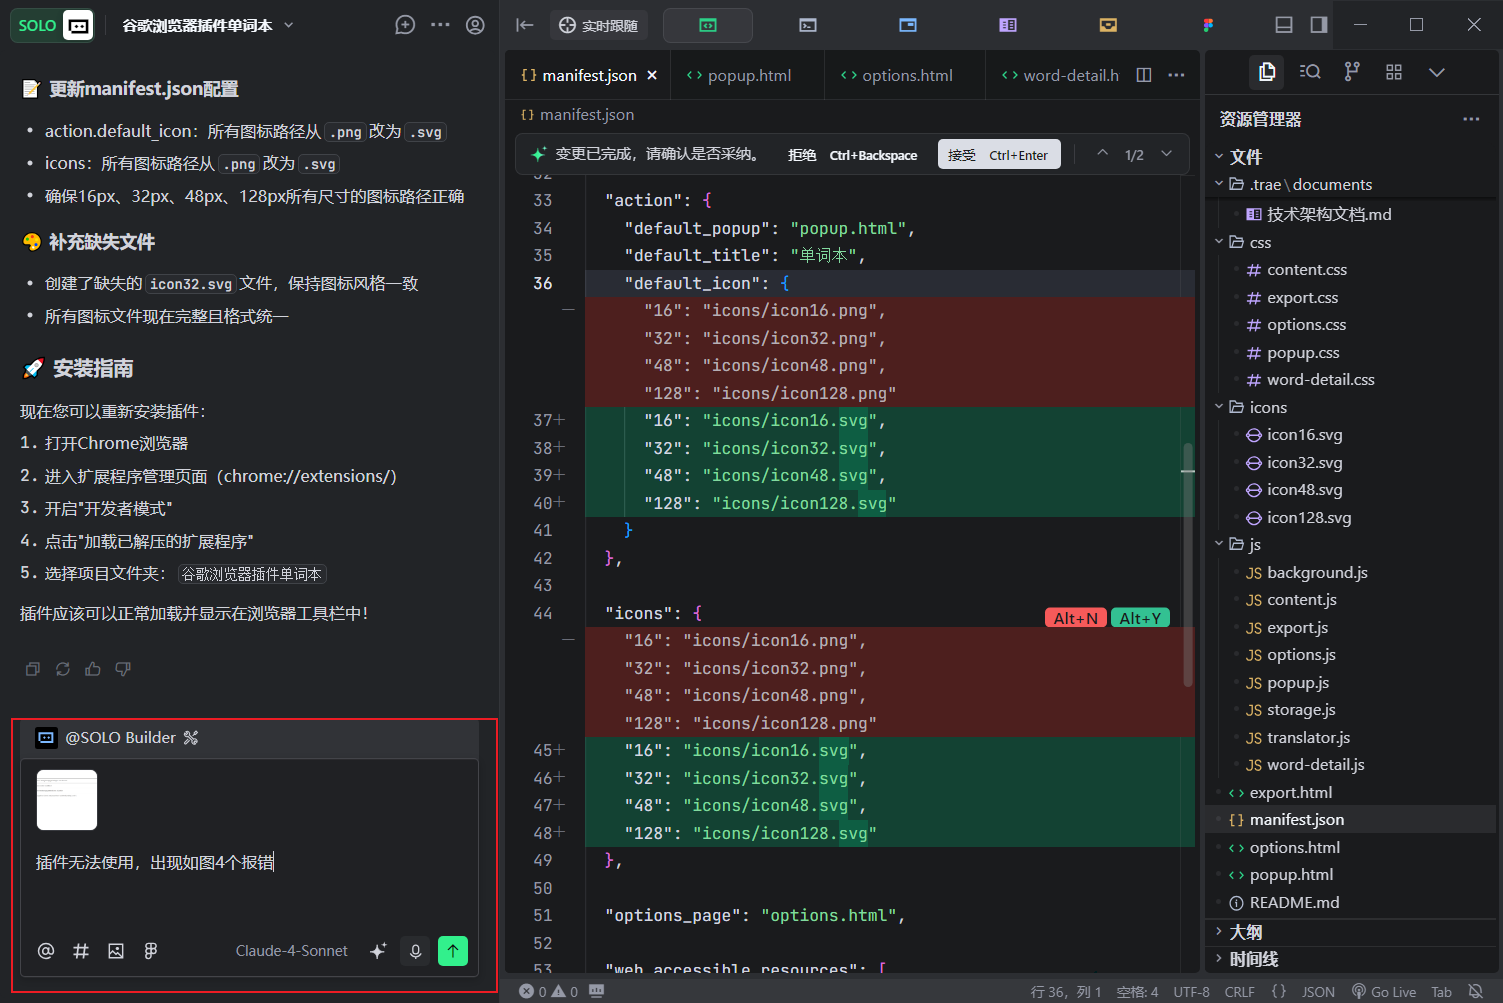 SOLO
谷歌浏览器插件单词本
更新manifest.json配置
• action.default_icon：所有图标路径从 .png 改为 .svg
• icons：所有图标路径从 .png 改为 .svg
• 确保16px、32px、48px、128px所有尺寸的图标路径正确
补充缺失文件
• 创建了缺失的 icon32.svg 文件，保持图标风格一致
• 所有图标文件现在完整且格式统一
安装指南
现在您可以重新安装插件：
1. 打开Chrome浏览器
2. 进入扩展程序管理页面（chrome://extensions/）
3. 开启"开发者模式"
4. 点击"加载已解压的扩展程序"
5. 选择项目文件夹： 谷歌浏览器插件单词本
插件应该可以正常加载并显示在浏览器工具栏中！
@SOLO Builder
插件无法使用，出现如图4个报错
Claude-4-Sonnet
实时跟随
{} manifest.json
<> popup.html
<> options.html
<> word-detail.h
{} manifest.json
变更已完成，请确认是否采纳。 拒绝 Ctrl+Backspace 接受 Ctrl+Enter 1/2
32
33 "action": {
34 "default_popup": "popup.html",
35 "default_title": "单词本",
36 "default_icon": {
"16": "icons/icon16.png",
"32": "icons/icon32.png",
"48": "icons/icon48.png",
"128": "icons/icon128.png"
37+ "16": "icons/icon16.svg",
38+ "32": "icons/icon32.svg",
39+ "48": "icons/icon48.svg",
40+ "128": "icons/icon128.svg"
41 }
42 },
43
44 "icons": {
Alt+N Alt+Y
"16": "icons/icon16.png",
"32": "icons/icon32.png",
"48": "icons/icon48.png",
"128": "icons/icon128.png"
45+ "16": "icons/icon16.svg",
46+ "32": "icons/icon32.svg",
47+ "48": "icons/icon48.svg",
48+ "128": "icons/icon128.svg"
49 },
50
51 "options_page": "options.html",
52
53 "web_accessible_resources": [
资源管理器
文件
.trae\documents
技术架构文档.md
css
# content.css
# export.css
# options.css
# popup.css
# word-detail.css
icons
icon16.svg
icon32.svg
icon48.svg
icon128.svg
js
JS background.js
JS content.js
JS export.js
JS options.js
JS popup.js
JS storage.js
JS translator.js
JS word-detail.js
<> export.html
{} manifest.json
<> options.html
<> popup.html
README.md
大纲
时间线
0 0
行 36，列 1 空格: 4 UTF-8 CRLF {} JSON Go Live Tab